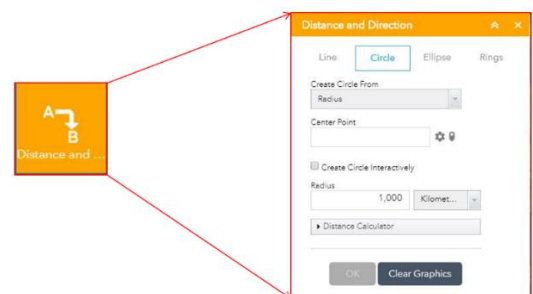 A
B
Distance and ...
Distance and Direction
Line Circle Ellipse Rings
Create Circle From
Radius
Center Point
Create Circle Interactively
Radius
1,000 Kilomet...
Distance Calculator
OK Clear Graphics